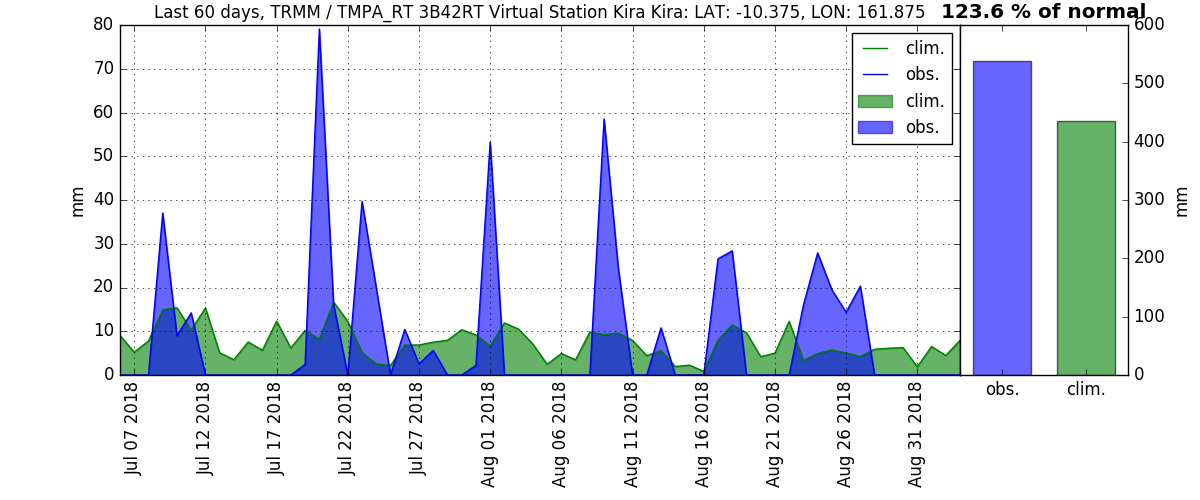 Last 60 days, TRMM / TMPA_RT 3B42RT Virtual Station Kira Kira: LAT: -10.375, LON: 161.875
123.6 % of normal
80
70
60
50
40
30
20
10
0
mm
clim.
obs.
clim.
obs.
Jul 07 2018
Jul 12 2018
Jul 17 2018
Jul 22 2018
Jul 27 2018
Aug 01 2018
Aug 06 2018
Aug 11 2018
Aug 16 2018
Aug 21 2018
Aug 26 2018
Aug 31 2018
600
500
400
300
200
100
0
mm
obs.
clim.